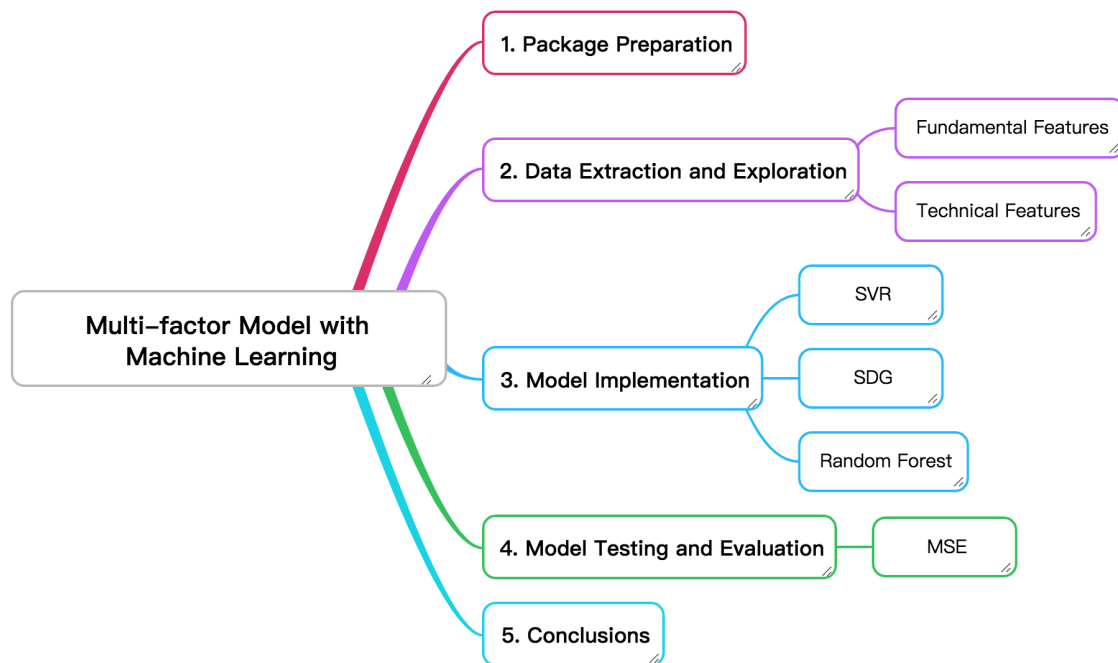 1. Package Preparation
Fundamental Features
2. Data Extraction and Exploration
Technical Features
SVR
Multi-factor Model with
Machine Learning
3. Model Implementation
SDG
Random Forest
4. Model Testing and Evaluation
MSE
5. Conclusions